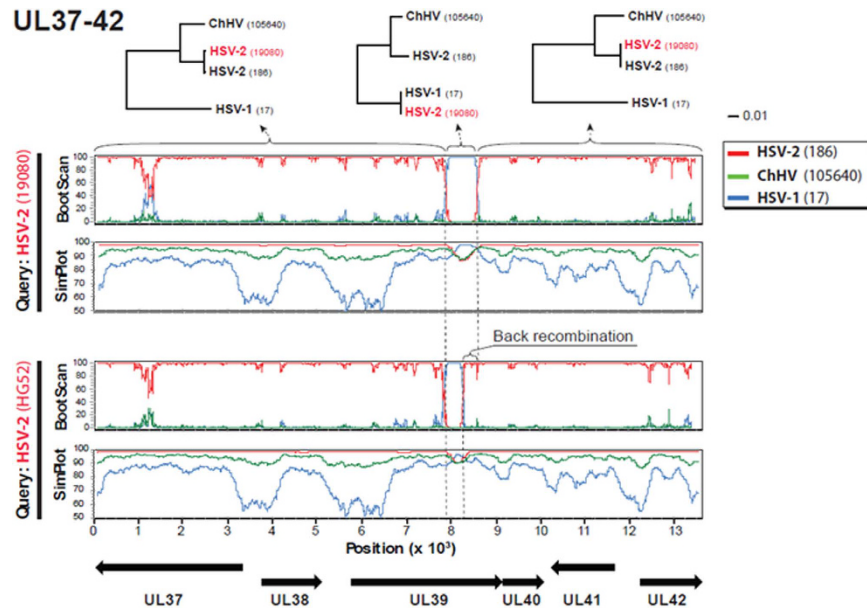 UL37-42
ChHV (105640)
HSV-2 (19080)
HSV-2 (186)
HSV-1 (17)
ChHV (105640)
HSV-2 (186)
HSV-1 (17)
HSV-2 (19080)
ChHV (105640)
HSV-2 (19080)
HSV-2 (186)
HSV-1 (17)
0.01
HSV-2 (186)
ChHV (105640)
HSV-1 (17)
Query: HSV-2 (19080)
BootScan
100
80
60
40
20
0
SimPlot
100
90
80
70
60
50
Back recombination
Query: HSV-2 (HG52)
BootScan
100
80
60
40
20
0
SimPlot
100
90
80
70
60
50
0 1 2 3 4 5 6 7 8 9 10 11 12 13
Position (x 10³)
UL37 UL38 UL39 UL40 UL41 UL42